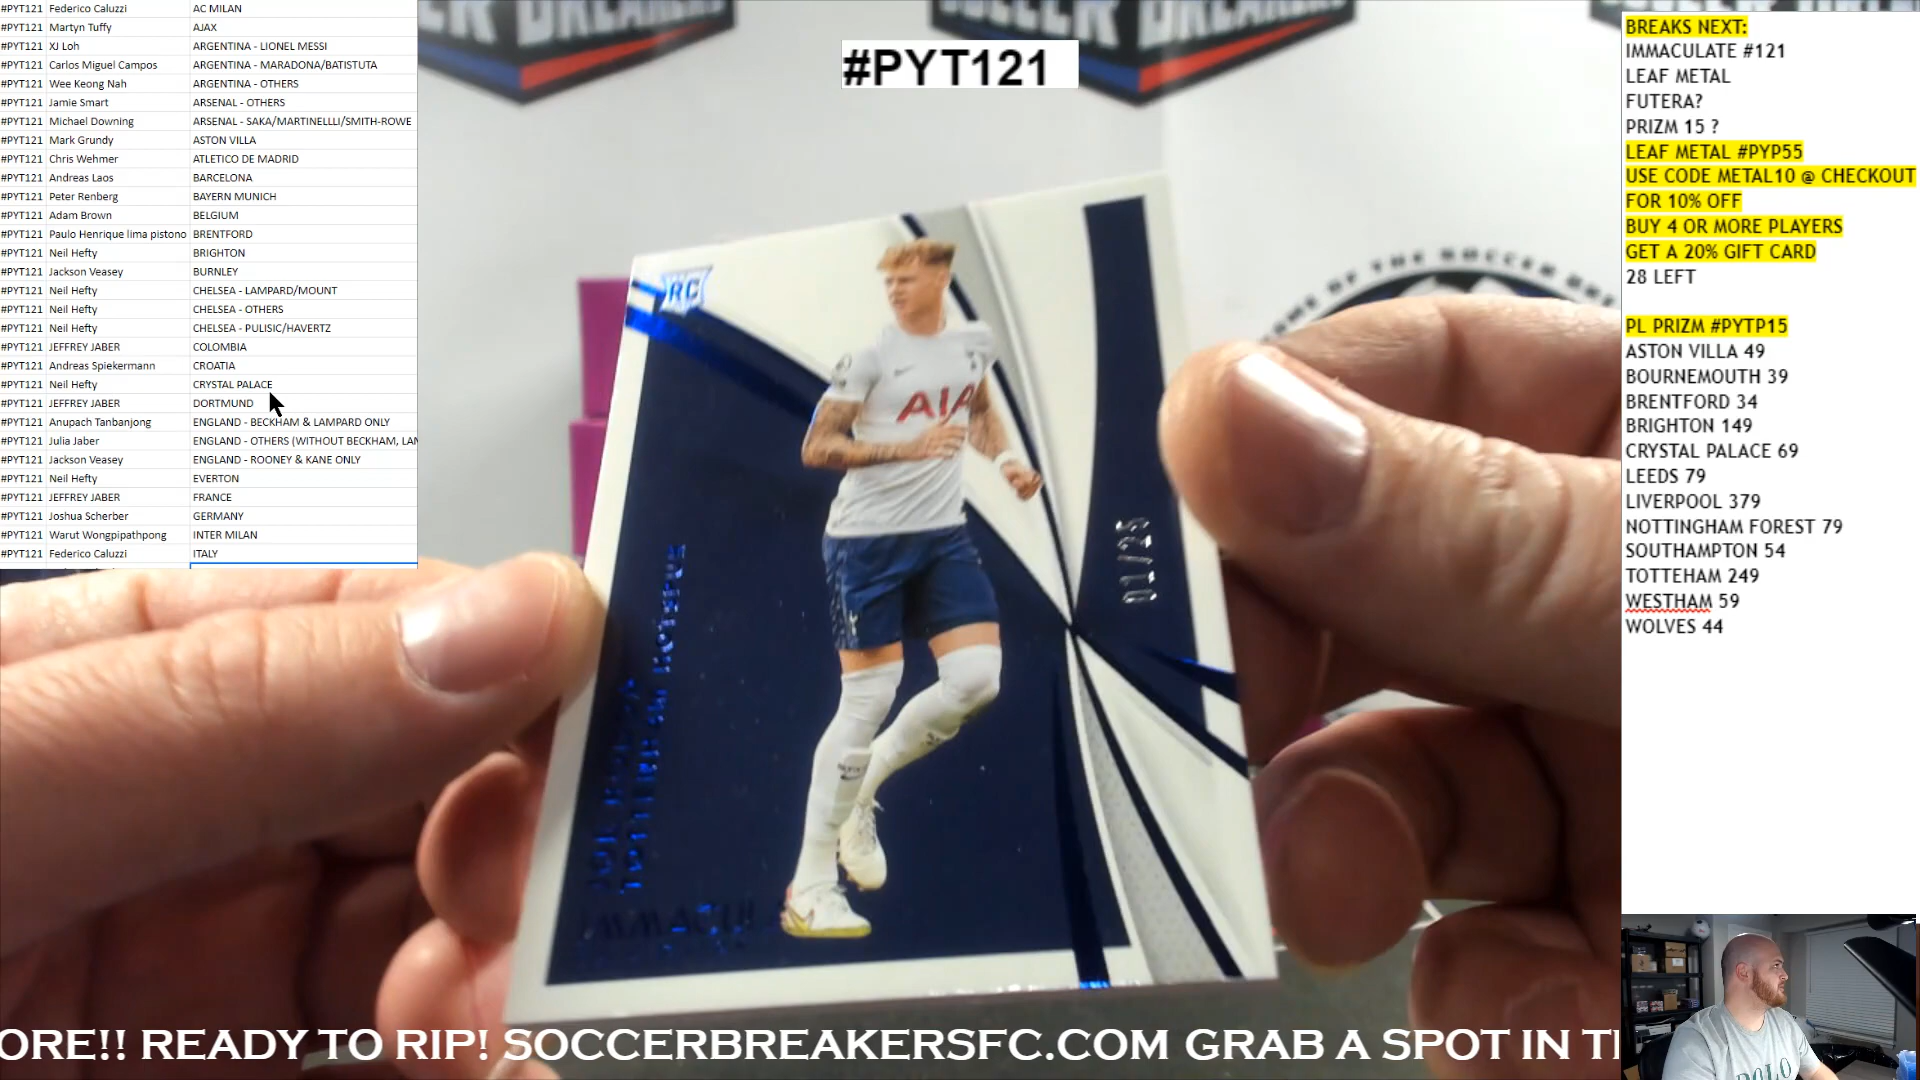 #PYT121 Federico Caluzzi AC MILAN
#PYT121 Martyn Tuffy AJAX
#PYT121 XJ Loh ARGENTINA - LIONEL MESSI
#PYT121 Carlos Miguel Campos ARGENTINA - MARADONA/BATISTUTA
#PYT121 Wee Keong Nah ARGENTINA - OTHERS
#PYT121 Jamie Smart ARSENAL - OTHERS
#PYT121 Michael Downing ARSENAL - SAKA/MARTINELLLI/SMITH-ROWE
#PYT121 Mark Grundy ASTON VILLA
#PYT121 Chris Wehmer ATLETICO DE MADRID
#PYT121 Andreas Laos BARCELONA
#PYT121 Peter Renberg BAYERN MUNICH
#PYT121 Adam Brown BELGIUM
#PYT121 Paulo Henrique lima pistono BRENTFORD
#PYT121 Neil Hefty BRIGHTON
#PYT121 Jackson Veasey BURNLEY
#PYT121 Neil Hefty CHELSEA - LAMPARD/MOUNT
#PYT121 Neil Hefty CHELSEA - OTHERS
#PYT121 Neil Hefty CHELSEA - PULISIC/HAVERTZ
#PYT121 JEFFREY JABER COLOMBIA
#PYT121 Andreas Spiekermann CROATIA
#PYT121 Neil Hefty CRYSTAL PALACE
#PYT121 JEFFREY JABER DORTMUND
#PYT121 Anupach Tanbanjong ENGLAND - BECKHAM & LAMPARD ONLY
#PYT121 Julia Jaber ENGLAND - OTHERS (WITHOUT BECKHAM, LAM
#PYT121 Jackson Veasey ENGLAND - ROONEY & KANE ONLY
#PYT121 Neil Hefty EVERTON
#PYT121 JEFFREY JABER FRANCE
#PYT121 Joshua Scherber GERMANY
#PYT121 Warut Wongpipathpong INTER MILAN
#PYT121 Federico Caluzzi ITALY
#PYT121
BREAKERS
RC
AIA
01/25
TOTTENHAM HOTSPUR
HOME OF THE SOCCER
BREAKS NEXT:
IMMACULATE #121
LEAF METAL
FUTERA?
PRIZM 15 ?
LEAF METAL #PYP55
USE CODE METAL10 @ CHECKOUT
FOR 10% OFF
BUY 4 OR MORE PLAYERS
GET A 20% GIFT CARD
28 LEFT
PL PRIZM #PYTP15
ASTON VILLA 49
BOURNEMOUTH 39
BRENTFORD 34
BRIGHTON 149
CRYSTAL PALACE 69
LEEDS 79
LIVERPOOL 379
NOTTINGHAM FOREST 79
SOUTHAMPTON 54
TOTTEHAM 249
WESTHAM 59
WOLVES 44
POLO
ORE!! READY TO RIP! SOCCERBREAKERSFC.COM GRAB A SPOT IN T